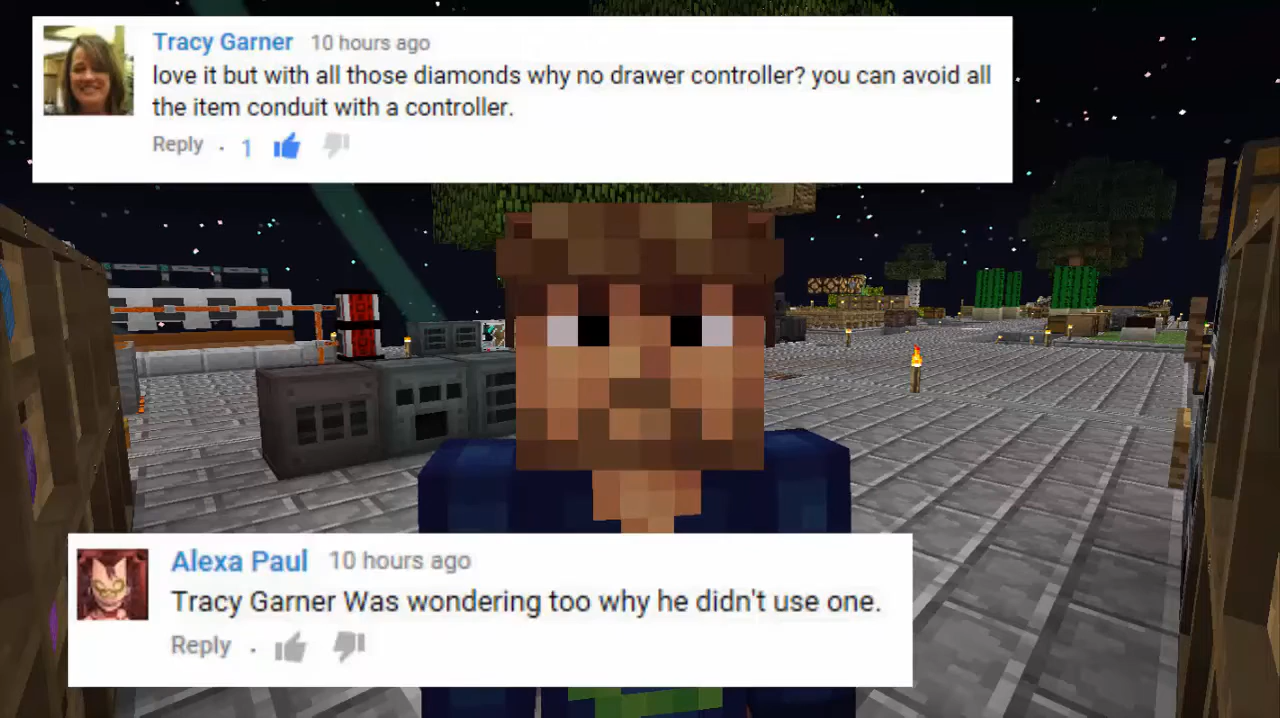 Tracy Garner 10 hours ago
love it but with all those diamonds why no drawer controller? you can avoid all
the item conduit with a controller.
Reply · 1
Alexa Paul 10 hours ago
Tracy Garner Was wondering too why he didn't use one.
Reply ·